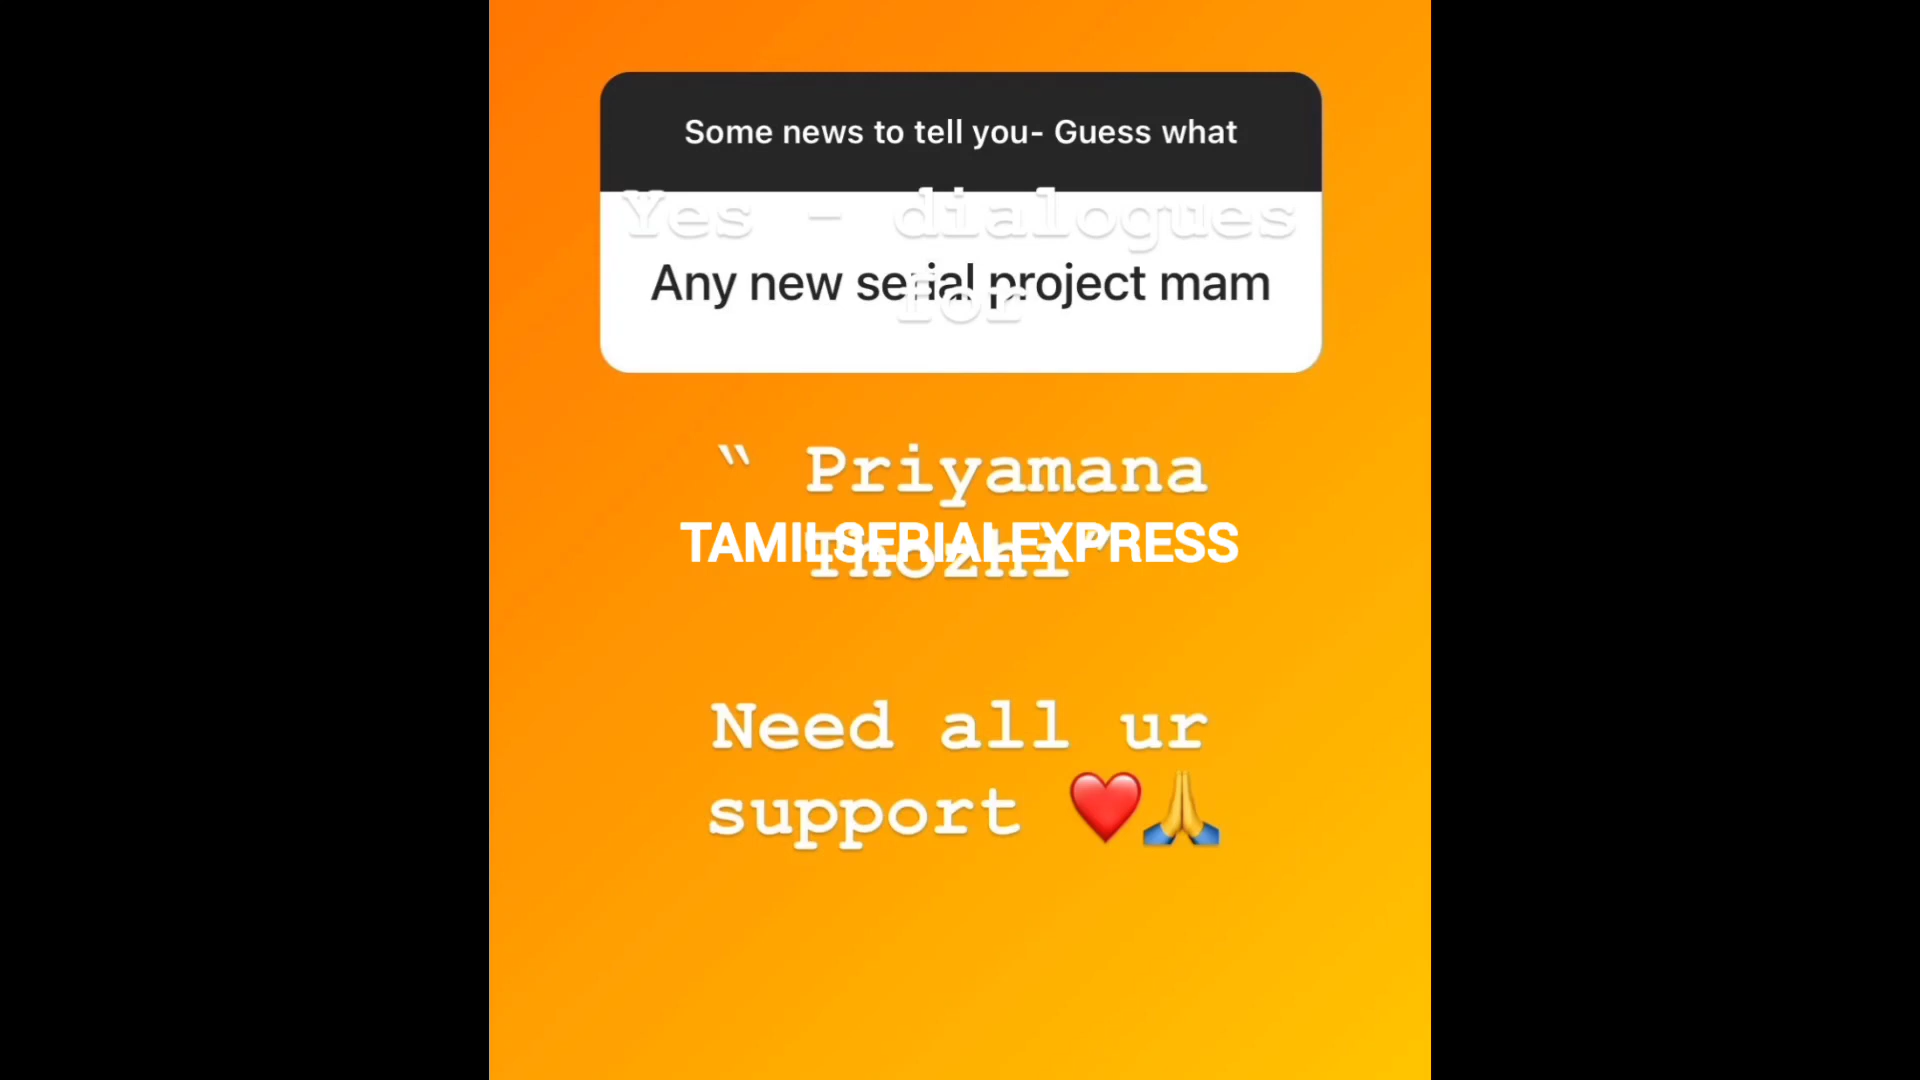 Some news to tell you- Guess what
Yes - dialogues
Any new serial project mam
for
“ Priyamana
TAMILSERIALEXPRESS
Thozhi”
Need all ur
support ❤️🙏